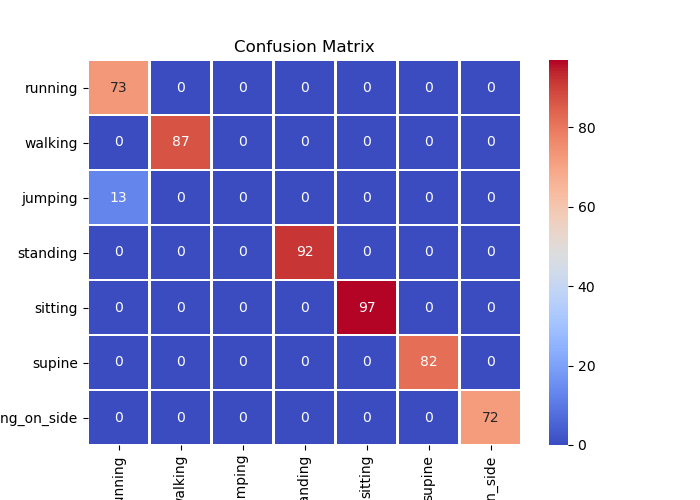 Confusion Matrix
running 73 0 0 0 0 0 0
walking 0 87 0 0 0 0 0
jumping 13 0 0 0 0 0 0
standing 0 0 0 92 0 0 0
sitting 0 0 0 0 97 0 0
supine 0 0 0 0 0 82 0
ng_on_side 0 0 0 0 0 0 72
unning
alking
mping
anding
sitting
supine
n_side
80
60
40
20
0